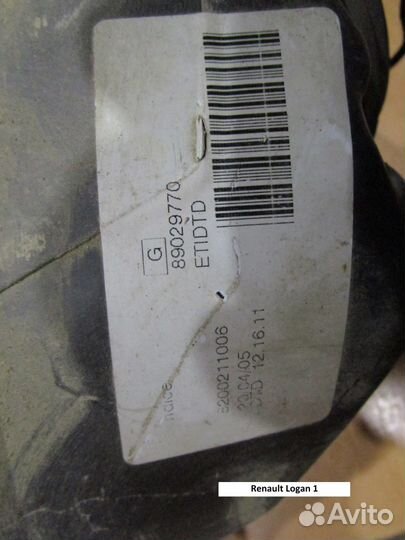 G
89029770
ETIDTD
8200211006
20/04/05
12.16.11
Renault Logan 1
Avito